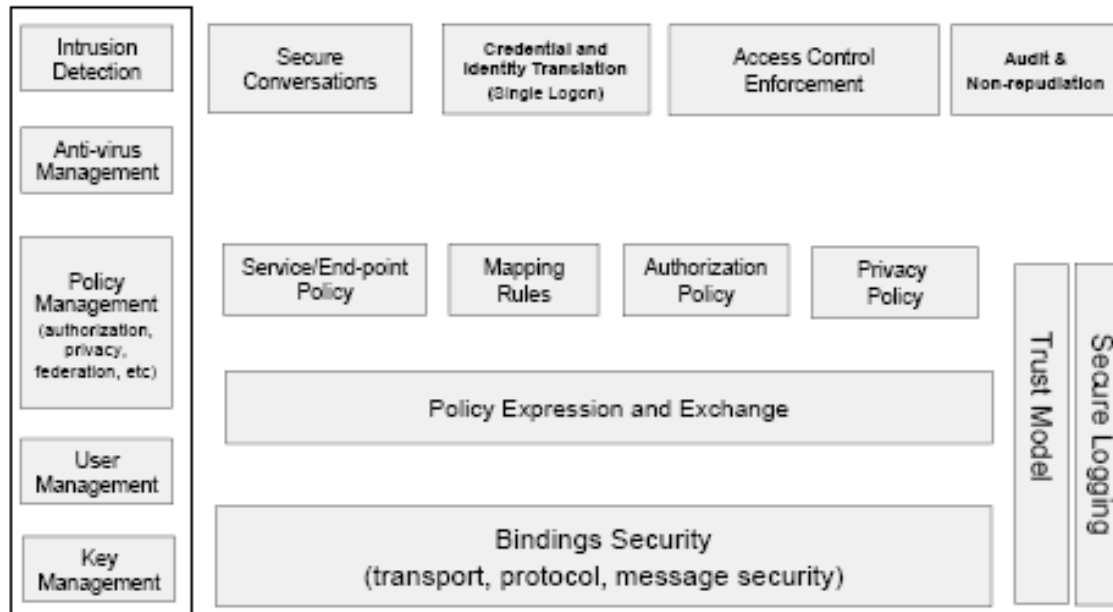 Intrusion
Detection
Anti-virus
Management
Policy
Management
(authorization,
privacy,
federation, etc)
User
Management
Key
Management
Secure
Conversations
Credential and
Identity Translation
(Single Logon)
Access Control
Enforcement
Audit &
Non-repudiation
Service/End-point
Policy
Mapping
Rules
Authorization
Policy
Privacy
Policy
Policy Expression and Exchange
Bindings Security
(transport, protocol, message security)
Trust Model
Secure Logging